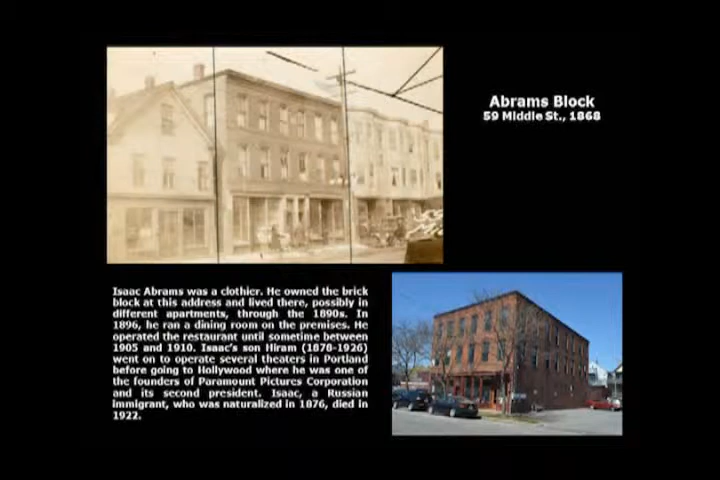 Abrams Block
59 Middle St., 1868
Isaac Abrams was a clothier. He owned the brick
block at this address and lived there, possibly in
different apartments, through the 1890s. In
1896, he ran a dining room on the premises. He
operated the restaurant until sometime between
1905 and 1910. Isaac's son Hiram (1878-1926)
went on to operate several theaters in Portland
before going to Hollywood where he was one of
the founders of Paramount Pictures Corporation
and its second president. Isaac, a Russian
immigrant, who was naturalized in 1876, died in
1922.